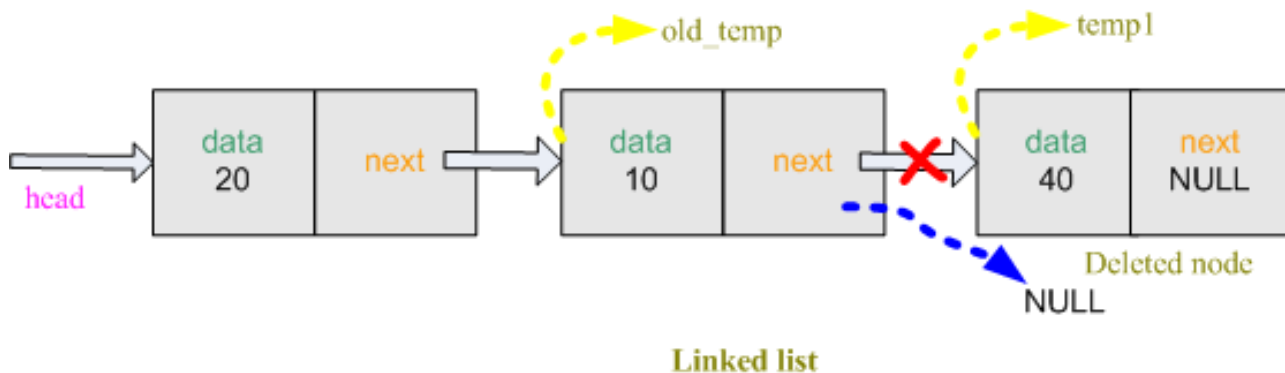 old_temp
temp1
head
data
20
next
data
10
next
data
40
next
NULL
Deleted node
NULL
Linked list